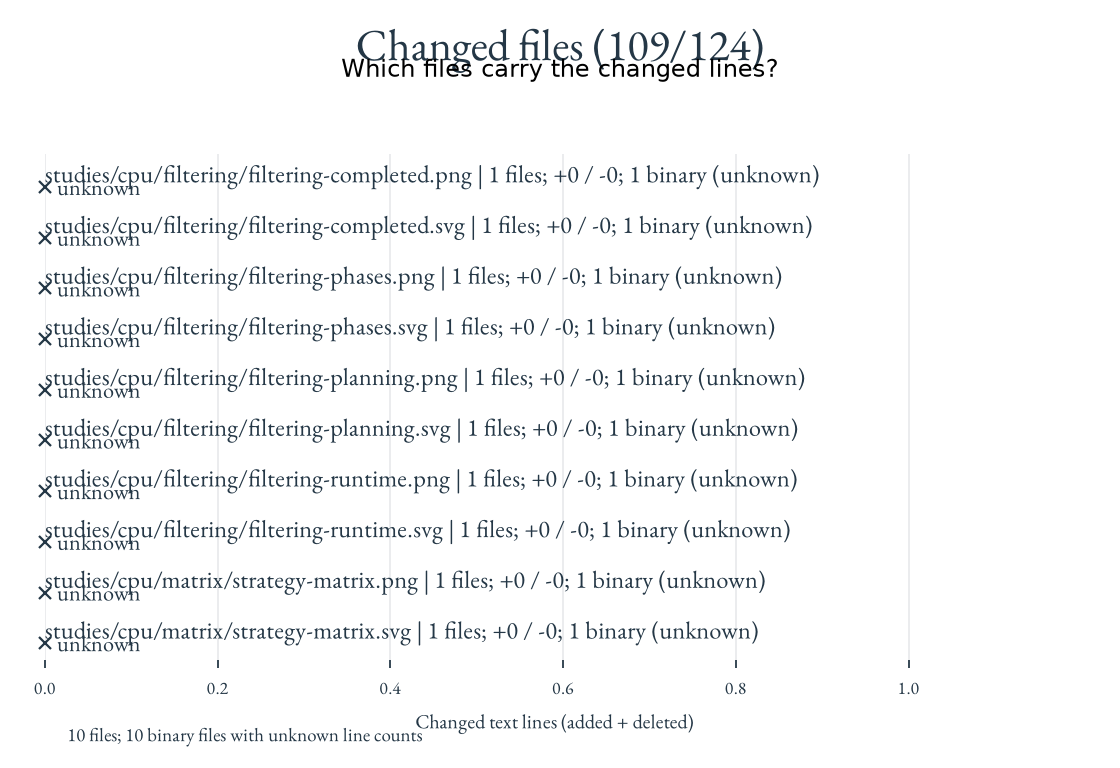 Changed files (109/124)
Which files carry the changed lines?
studies/cpu/filtering/filtering-completed.png | 1 files; +0 / -0; 1 binary (unknown)
× unknown
studies/cpu/filtering/filtering-completed.svg | 1 files; +0 / -0; 1 binary (unknown)
× unknown
studies/cpu/filtering/filtering-phases.png | 1 files; +0 / -0; 1 binary (unknown)
× unknown
studies/cpu/filtering/filtering-phases.svg | 1 files; +0 / -0; 1 binary (unknown)
× unknown
studies/cpu/filtering/filtering-planning.png | 1 files; +0 / -0; 1 binary (unknown)
× unknown
studies/cpu/filtering/filtering-planning.svg | 1 files; +0 / -0; 1 binary (unknown)
× unknown
studies/cpu/filtering/filtering-runtime.png | 1 files; +0 / -0; 1 binary (unknown)
× unknown
studies/cpu/filtering/filtering-runtime.svg | 1 files; +0 / -0; 1 binary (unknown)
× unknown
studies/cpu/matrix/strategy-matrix.png | 1 files; +0 / -0; 1 binary (unknown)
× unknown
studies/cpu/matrix/strategy-matrix.svg | 1 files; +0 / -0; 1 binary (unknown)
× unknown
0.0 0.2 0.4 0.6 0.8 1.0
Changed text lines (added + deleted)
10 files; 10 binary files with unknown line counts